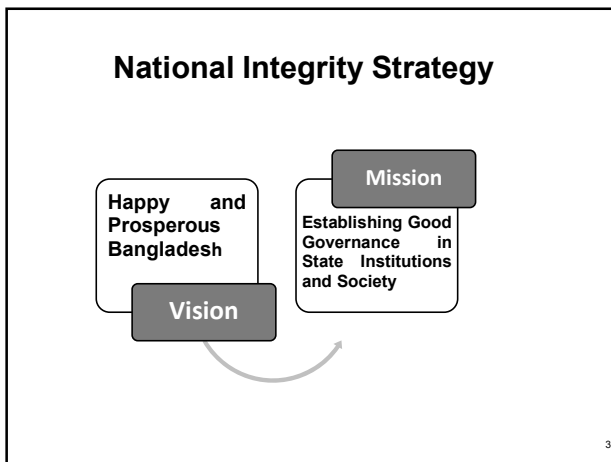 National Integrity Strategy
Happy and
Prosperous
Bangladesh
Vision
Mission
Establishing Good
Governance in
State Institutions
and Society
3